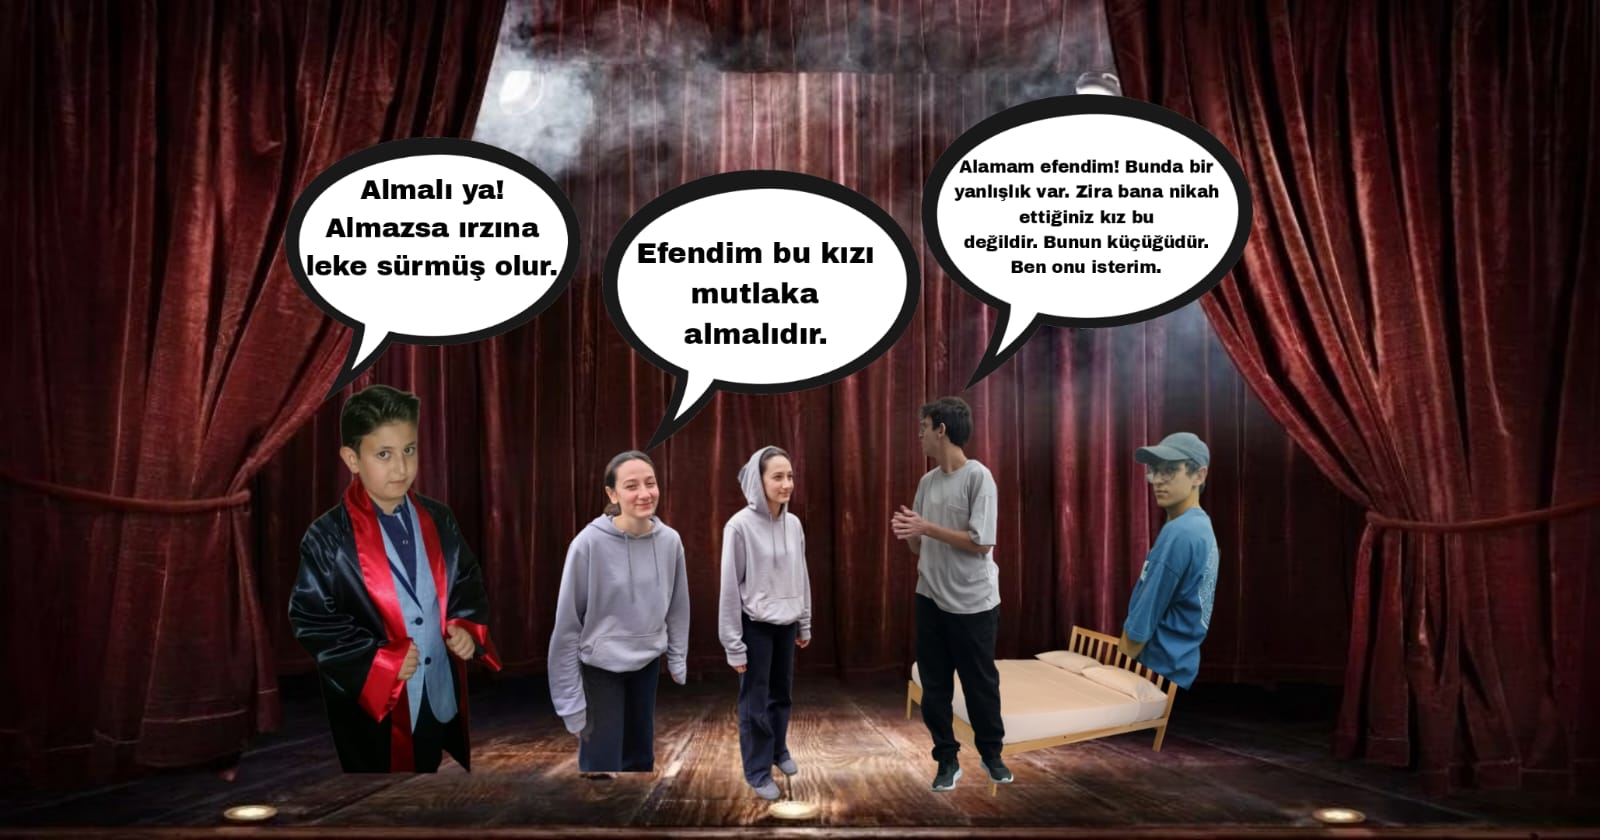 Almalı ya!
Almazsa ırzına
leke sürmüş olur.
Efendim bu kızı
mutlaka
almalıdır.
Alamam efendim! Bunda bir
yanlışlık var. Zira bana nikah
ettiğiniz kız bu
değildir. Bunun küçüğüdür.
Ben onu isterim.